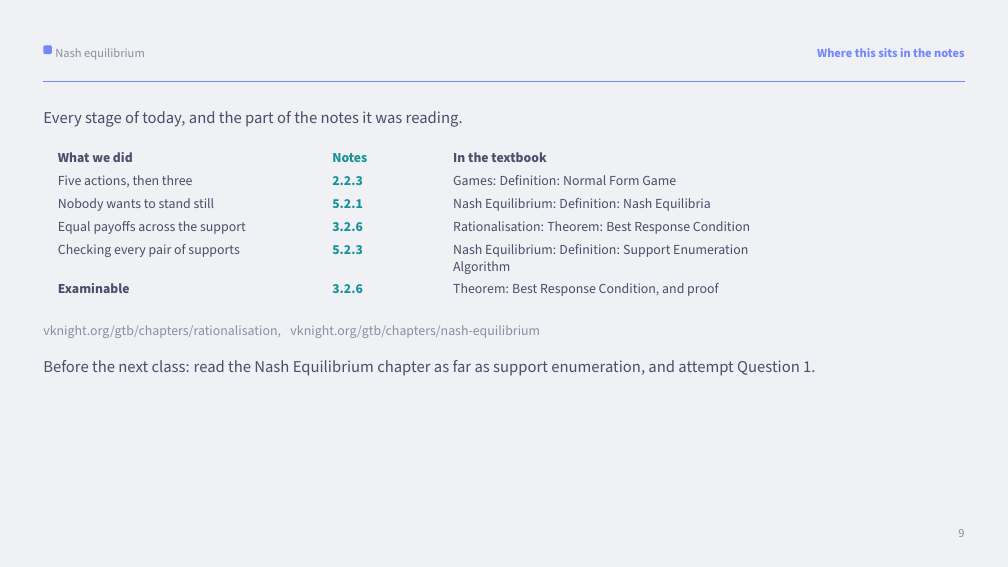 Nash equilibrium
Where this sits in the notes
Every stage of today, and the part of the notes it was reading.
What we did Notes In the textbook
Five actions, then three 2.2.3 Games: Definition: Normal Form Game
Nobody wants to stand still 5.2.1 Nash Equilibrium: Definition: Nash Equilibria
Equal payoffs across the support 3.2.6 Rationalisation: Theorem: Best Response Condition
Checking every pair of supports 5.2.3 Nash Equilibrium: Definition: Support Enumeration
Algorithm
Examinable 3.2.6 Theorem: Best Response Condition, and proof
vknight.org/gtb/chapters/rationalisation, vknight.org/gtb/chapters/nash-equilibrium
Before the next class: read the Nash Equilibrium chapter as far as support enumeration, and attempt Question 1.
9